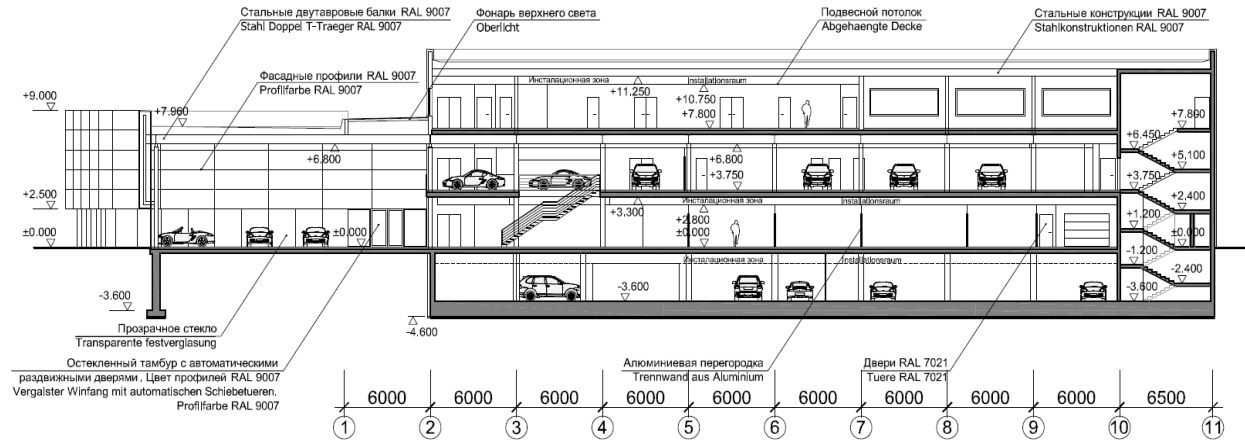 Стальные двутавровые балки RAL 9007
Stahl Doppel T-Traeger RAL 9007
Фонарь верхнего света
Oberlicht
Подвесной потолок
Abgehaengte Decke
Стальные конструкции RAL 9007
Stahlkonstruktionen RAL 9007
Фасадные профили RAL 9007
Profilfarbe RAL 9007
Инсталационная зона
Installationsraum
+9.000
+7.960
+11.250
+10.750
+7.800
+7.800
+6.450
+6.800
+6.800
+5.100
+3.750
+3.750
+2.500
+2.400
Инсталационная зона
Installationsraum
+3.300
+2.800
+1.200
±0.000
±0.000
±0.000
±0.000
-1.200
Инсталационная зона
Installationsraum
-2.400
-3.600
-3.600
-3.600
-4.600
Прозрачное стекло
Transparente festverglasung
Остекленный тамбур с автоматическими
раздвижными дверями. Цвет профилей RAL 9007
Vergalster Winfang mit automatischen Schiebetueren.
Profilfarbe RAL 9007
Алюминиевая перегородка
Trennwand aus Aluminium
Двери RAL 7021
Tuere RAL 7021
6000 6000 6000 6000 6000 6000 6000 6000 6000 6500
1 2 3 4 5 6 7 8 9 10 11